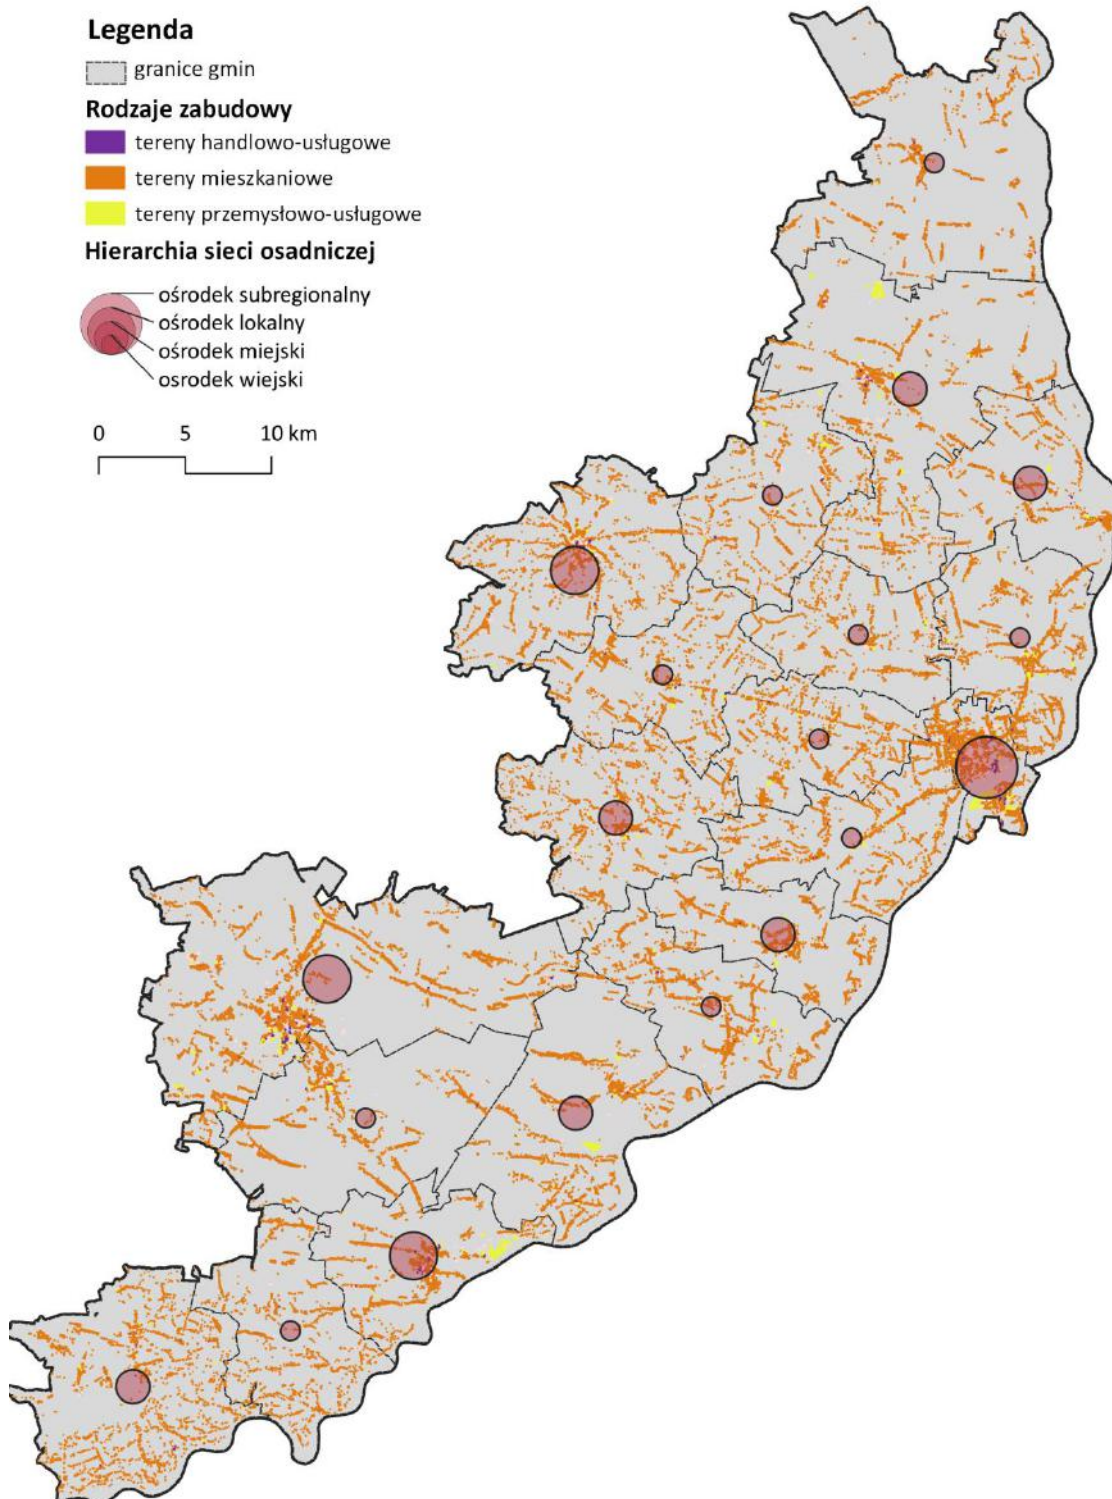 Legenda
granice gmin
Rodzaje zabudowy
tereny handlowo-usługowe
tereny mieszkaniowe
tereny przemysłowo-usługowe
Hierarchia sieci osadniczej
ośrodek subregionalny
ośrodek lokalny
ośrodek miejski
osrodek wiejski
0 5 10 km